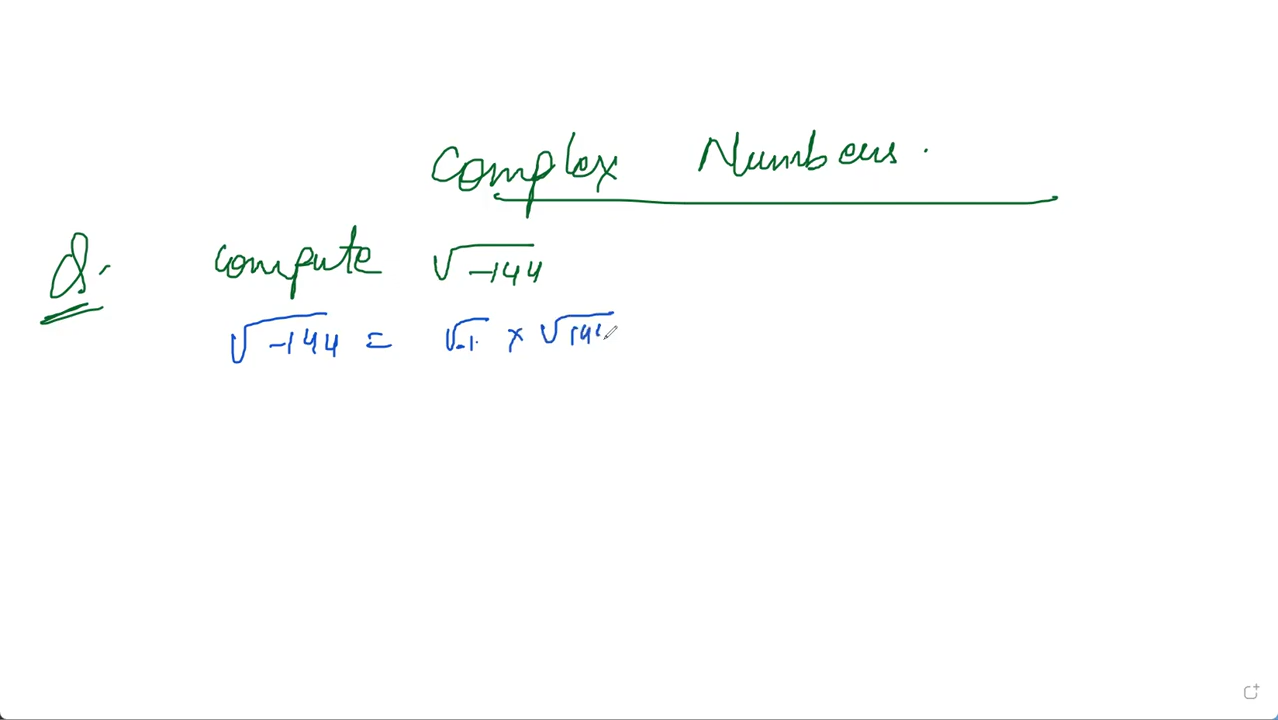 Complex Numbers.
Q. compute √-144
√-144 = √-1 × √144